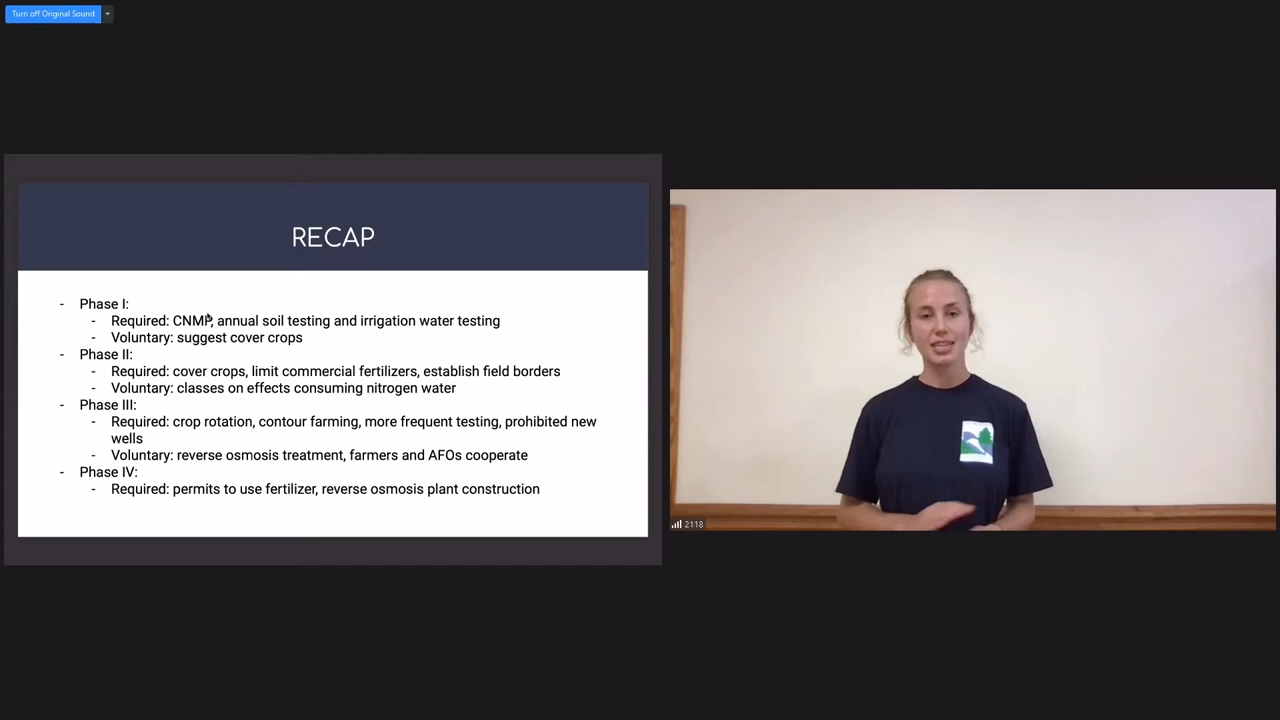 Turn off Original Sound
RECAP
- Phase I:
- Required: CNMP, annual soil testing and irrigation water testing
- Voluntary: suggest cover crops
- Phase II:
- Required: cover crops, limit commercial fertilizers, establish field borders
- Voluntary: classes on effects consuming nitrogen water
- Phase III:
- Required: crop rotation, contour farming, more frequent testing, prohibited new
wells
- Voluntary: reverse osmosis treatment, farmers and AFOs cooperate
- Phase IV:
- Required: permits to use fertilizer, reverse osmosis plant construction
2118